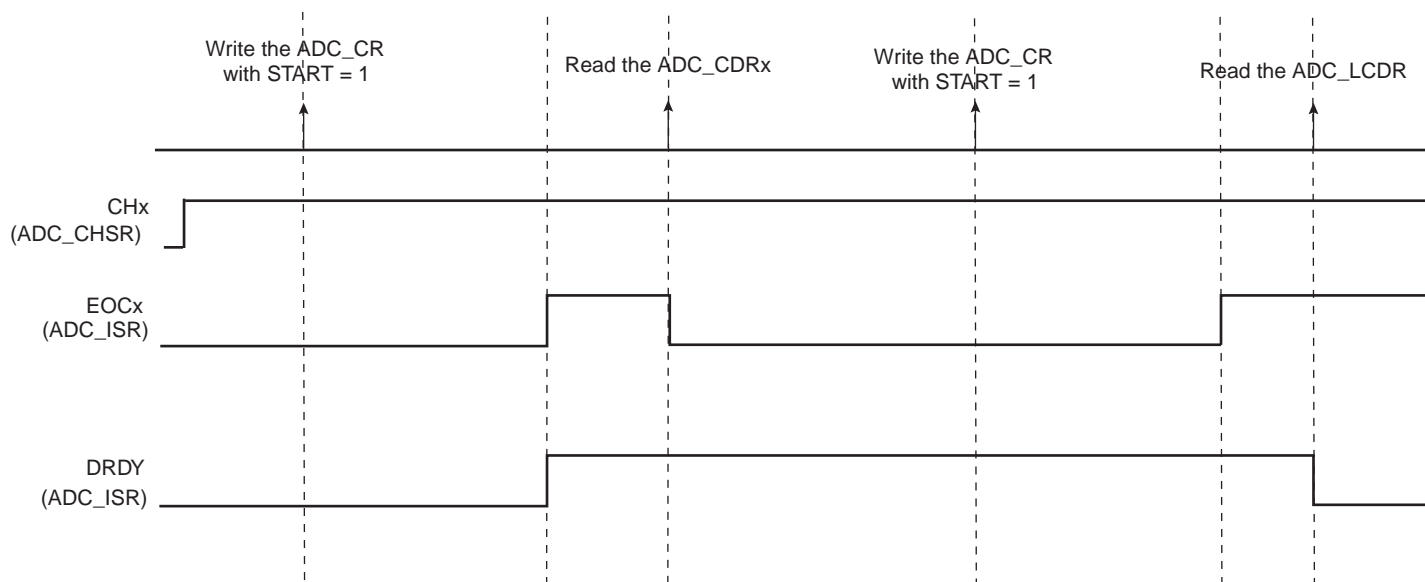 Write the ADC_CR
with START = 1
Read the ADC_CDRx
Write the ADC_CR
with START = 1
Read the ADC_LCDR
CHx
(ADC_CHSR)
EOCx
(ADC_ISR)
DRDY
(ADC_ISR)